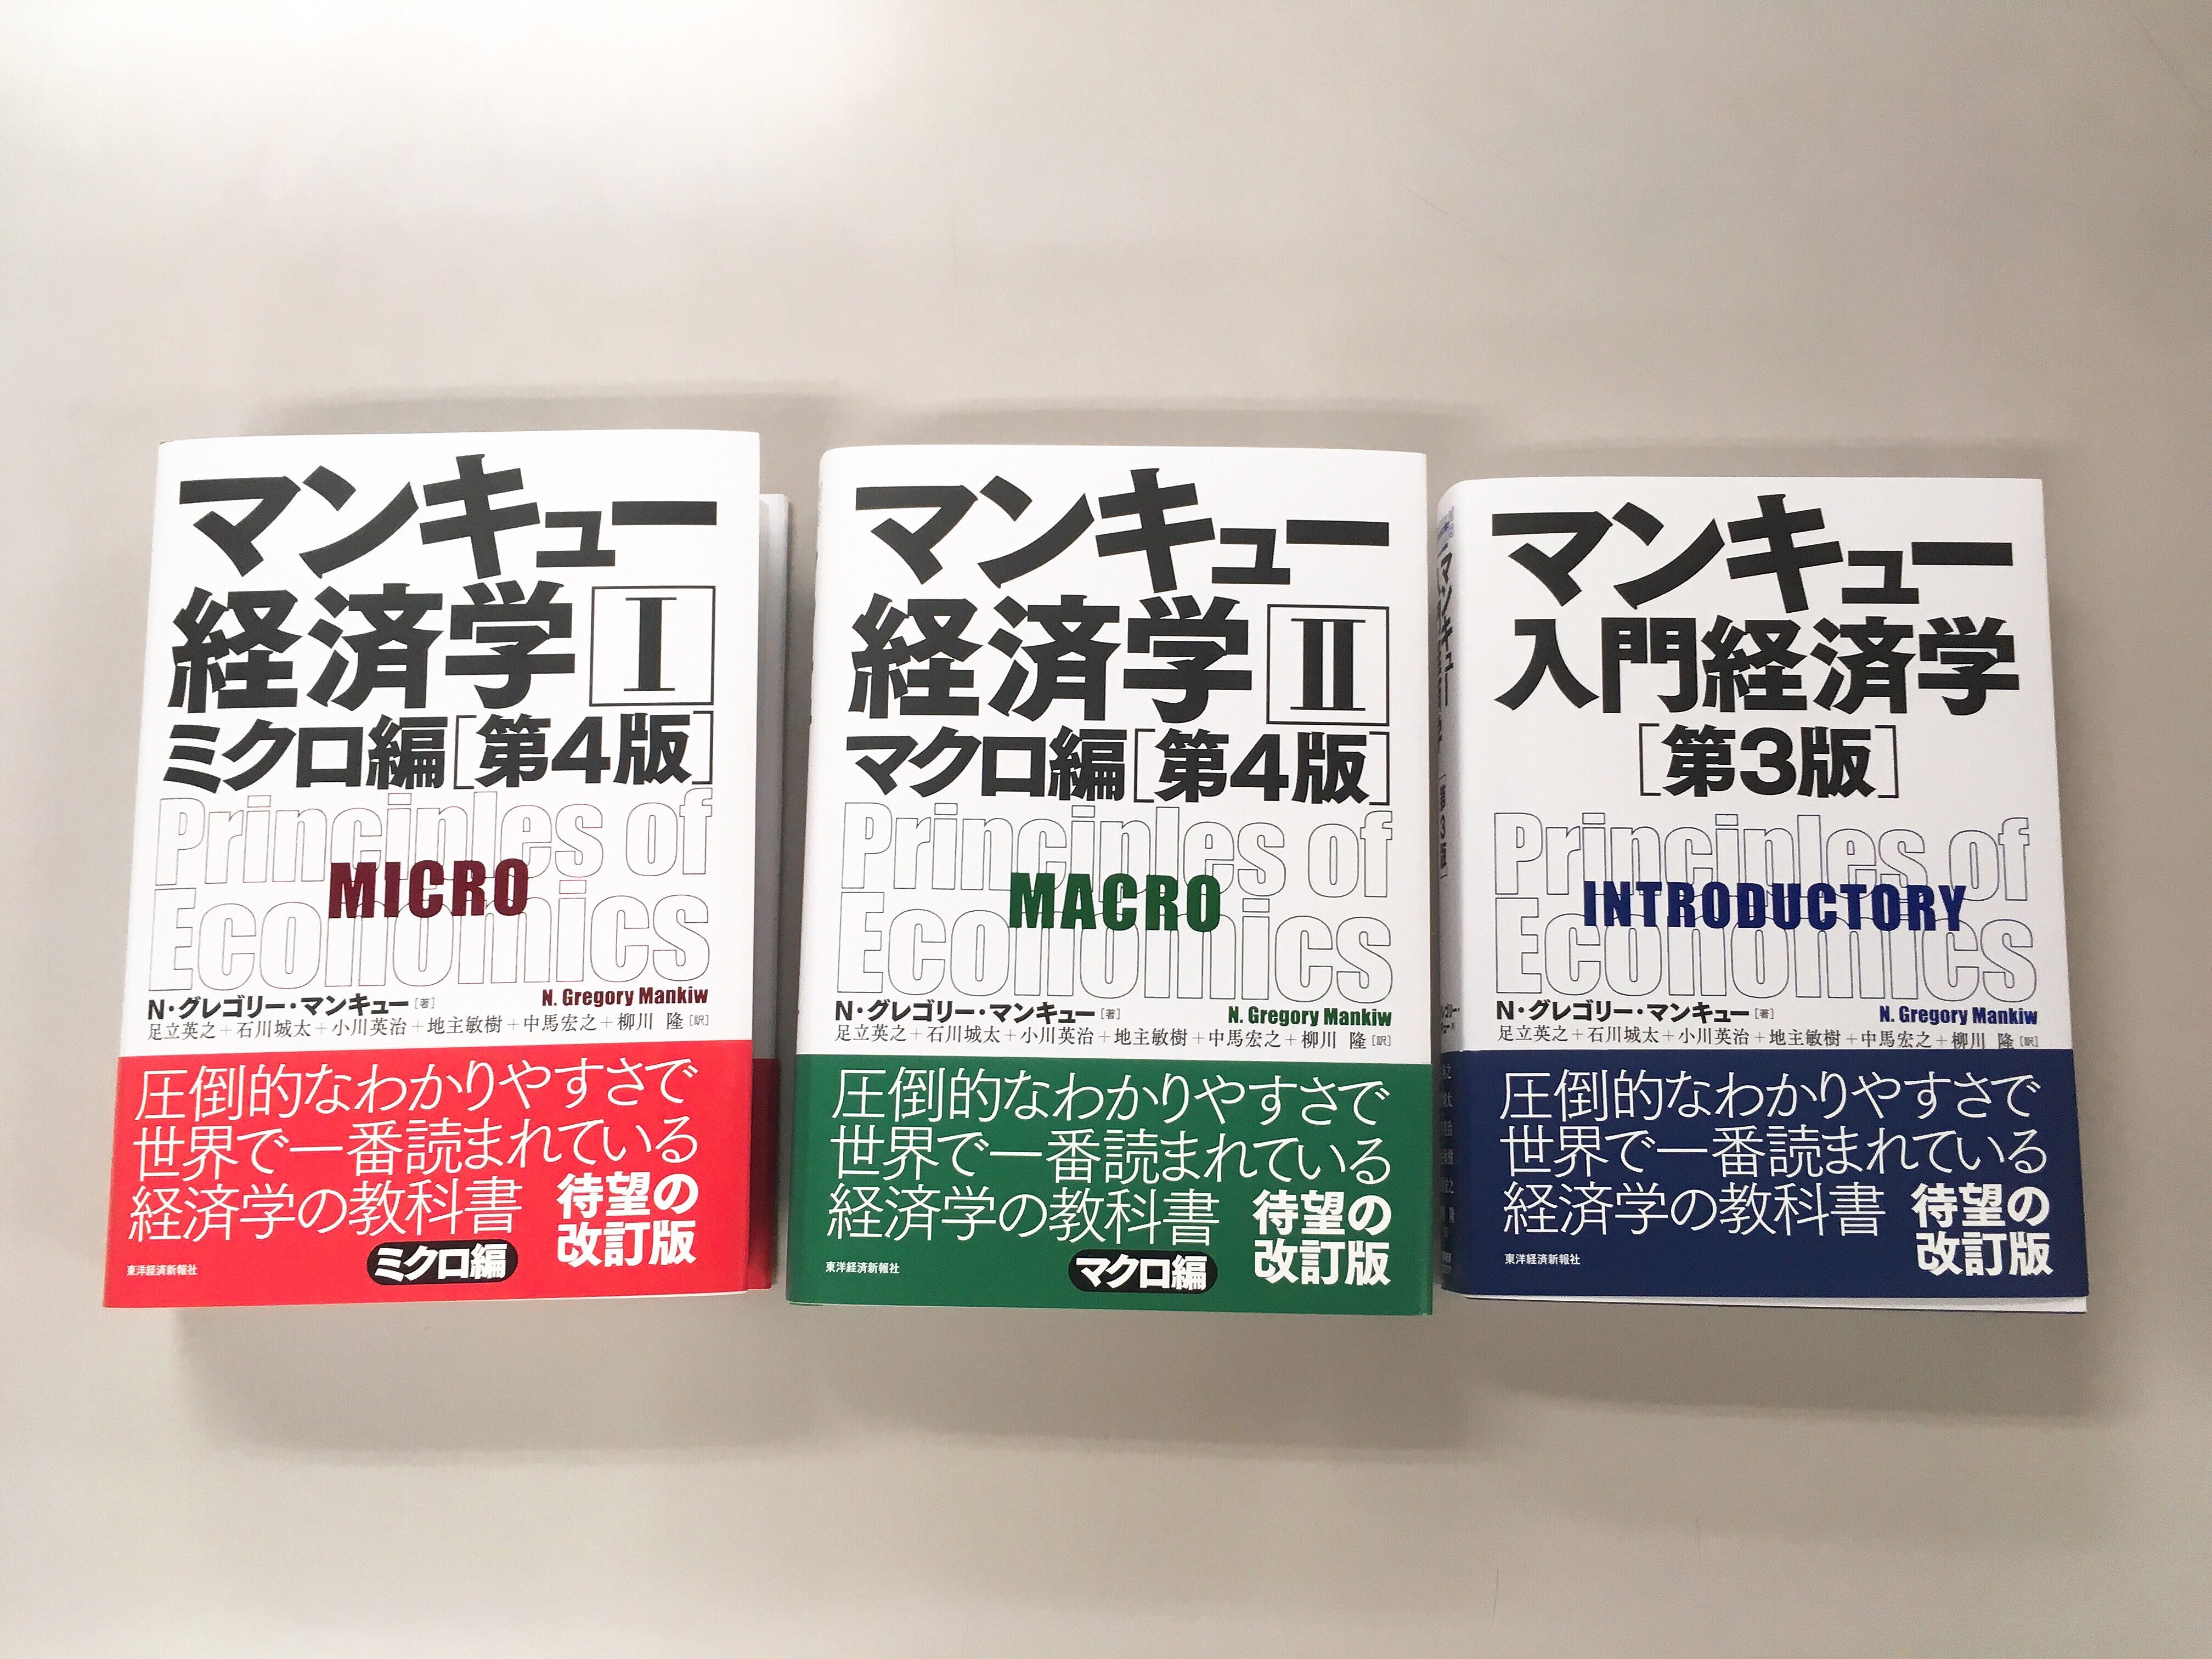 マンキュー
経済学 Ⅰ
ミクロ編[第4版]
Principles of
MICRO
Economics
N・グレゴリー・マンキュー[著] N. Gregory Mankiw
足立英之+石川城太+小川英治+地主敏樹+中馬宏之+柳川 隆[訳]
圧倒的なわかりやすさで
世界で一番読まれている
経済学の教科書
ミクロ編
待望の
改訂版
東洋経済新報社
マンキュー
経済学 Ⅱ
マクロ編[第4版]
Principles of
MACRO
Economics
N・グレゴリー・マンキュー[著] N. Gregory Mankiw
足立英之+石川城太+小川英治+地主敏樹+中馬宏之+柳川 隆[訳]
圧倒的なわかりやすさで
世界で一番読まれている
経済学の教科書
マクロ編
待望の
改訂版
東洋経済新報社
マンキュー
入門経済学
[第3版]
Principles of
INTRODUCTORY
Economics
N・グレゴリー・マンキュー[著] N. Gregory Mankiw
足立英之+石川城太+小川英治+地主敏樹+中馬宏之+柳川 隆[訳]
圧倒的なわかりやすさで
世界で一番読まれている
経済学の教科書
待望の
改訂版
東洋経済新報社